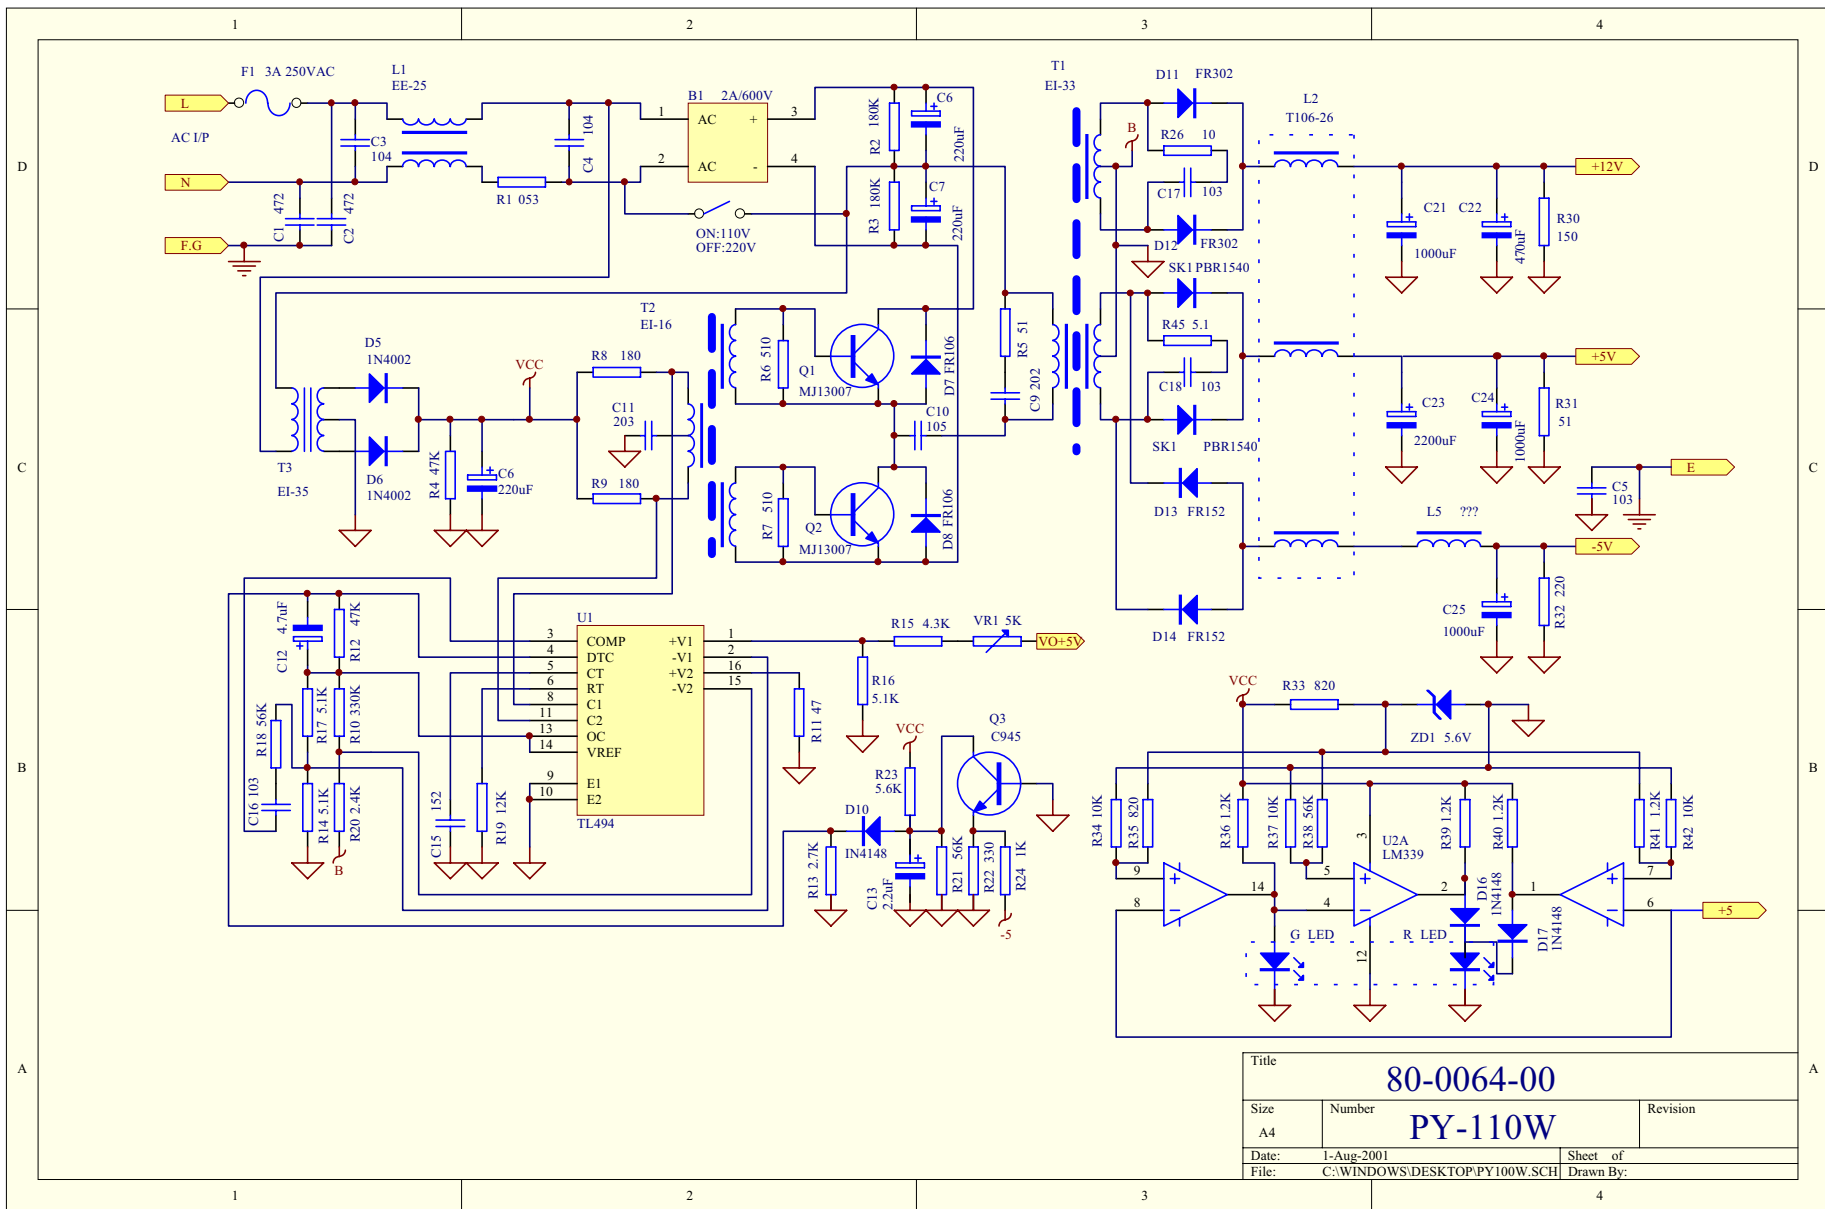 1 2 3 4
D C B A
D C B A
1 2 3 4
F1 3A 250VAC
L
AC I/P
N
F.G
L1
EE-25
C3
104
C1 472
C2 472
R1 053
104
C4
B1 2A/600V
1 AC + 3
2 AC - 4
ON:110V
OFF:220V
R2 180K
R3 180K
C6
220uF
C7
220uF
T1
EI-33
B
D11 FR302
R26 10
C17 103
D12 FR302
L2
T106-26
+12V
C21
1000uF
C22
470uF
R30
150
SK1 PBR1540
R45 5.1
C18 103
SK1 PBR1540
+5V
C23
2200uF
C24
1000uF
R31
51
D13 FR152
D14 FR152
L5 ???
-5V
C25
1000uF
R32 220
C5
103
E
T2
EI-16
R6 510
Q1
MJ13007
D7 FR106
R5 51
C9 202
C10
105
R7 510
Q2
MJ13007
D8 FR106
T3
EI-35
D5
1N4002
D6
1N4002
R4 47K
C6
220uF
VCC
R8 180
C11
203
R9 180
C12 4.7uF
R12 47K
R17 5.1K
R10 330K
R18 56K
C16 103
R14 5.1K
R20 2.4K
B
C15 152
R19 12K
U1
3 COMP +V1 1
4 DTC -V1 2
5 CT +V2 16
6 RT -V2 15
8 C1
11 C2
13 OC
14 VREF
9 E1
10 E2
TL494
R11 47
R15 4.3K
VR1 5K
VO+5V
R16
5.1K
VCC
R23
5.6K
Q3
C945
D10
IN4148
R13 2.7K
C13
2.2uF
R21 56K
R22 330
R24 1K
-5
VCC
R33 820
ZD1 5.6V
R34 10K
R35 820
R36 1.2K
R37 10K
R38 56K
R39 1.2K
R40 1.2K
R41 1.2K
R42 10K
U2A
LM339
3
12
9
8
14
5
4
2
1
7
6
+5
D16
1N4148
D17
1N4148
G LED
R LED
Title
80-0064-00
Size
A4
Number
PY-110W
Revision
Date: 1-Aug-2001 Sheet of
File: C:\WINDOWS\DESKTOP\PY100W.SCH Drawn By: